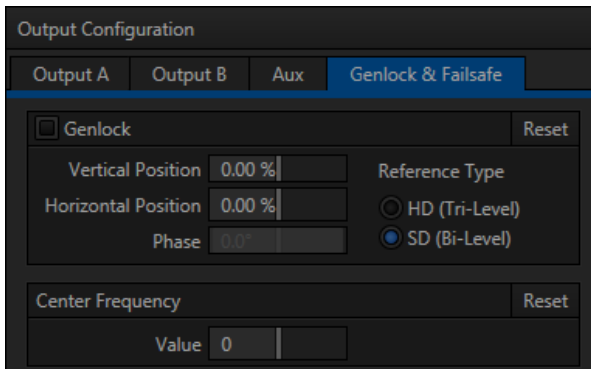 Output Configuration
Output A Output B Aux Genlock & Failsafe
Genlock Reset
Vertical Position 0.00 % Reference Type
Horizontal Position 0.00 % HD (Tri-Level)
Phase 0.0° SD (Bi-Level)
Center Frequency Reset
Value 0